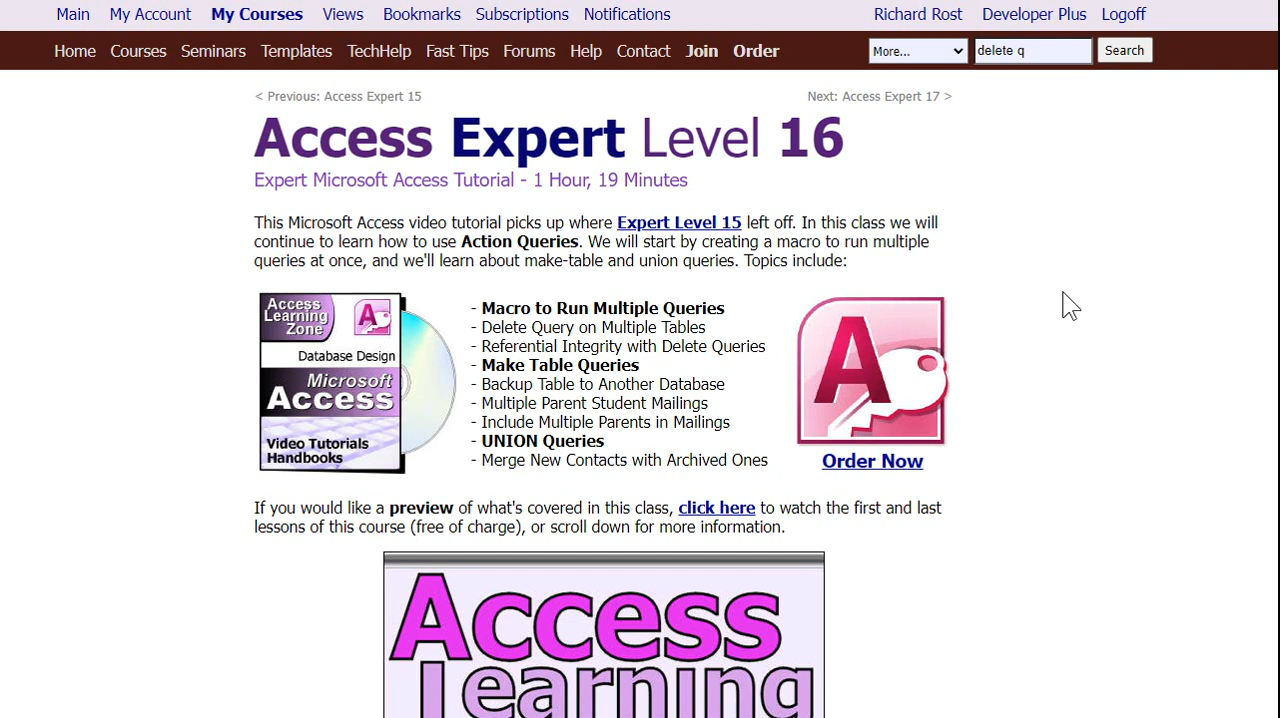 Main My Account My Courses Views Bookmarks Subscriptions Notifications Richard Rost Developer Plus Logoff
Home Courses Seminars Templates TechHelp Fast Tips Forums Help Contact Join Order More... delete q Search
< Previous: Access Expert 15 Next: Access Expert 17 >
Access Expert Level 16
Expert Microsoft Access Tutorial - 1 Hour, 19 Minutes
This Microsoft Access video tutorial picks up where Expert Level 15 left off. In this class we will
continue to learn how to use Action Queries. We will start by creating a macro to run multiple
queries at once, and we'll learn about make-table and union queries. Topics include:
Access
Learning
Zone
A
Database Design
Microsoft
Access
Video Tutorials
Handbooks
- Macro to Run Multiple Queries
- Delete Query on Multiple Tables
- Referential Integrity with Delete Queries
- Make Table Queries
- Backup Table to Another Database
- Multiple Parent Student Mailings
- Include Multiple Parents in Mailings
- UNION Queries
- Merge New Contacts with Archived Ones
A
Order Now
If you would like a preview of what's covered in this class, click here to watch the first and last
lessons of this course (free of charge), or scroll down for more information.
Access
Learning